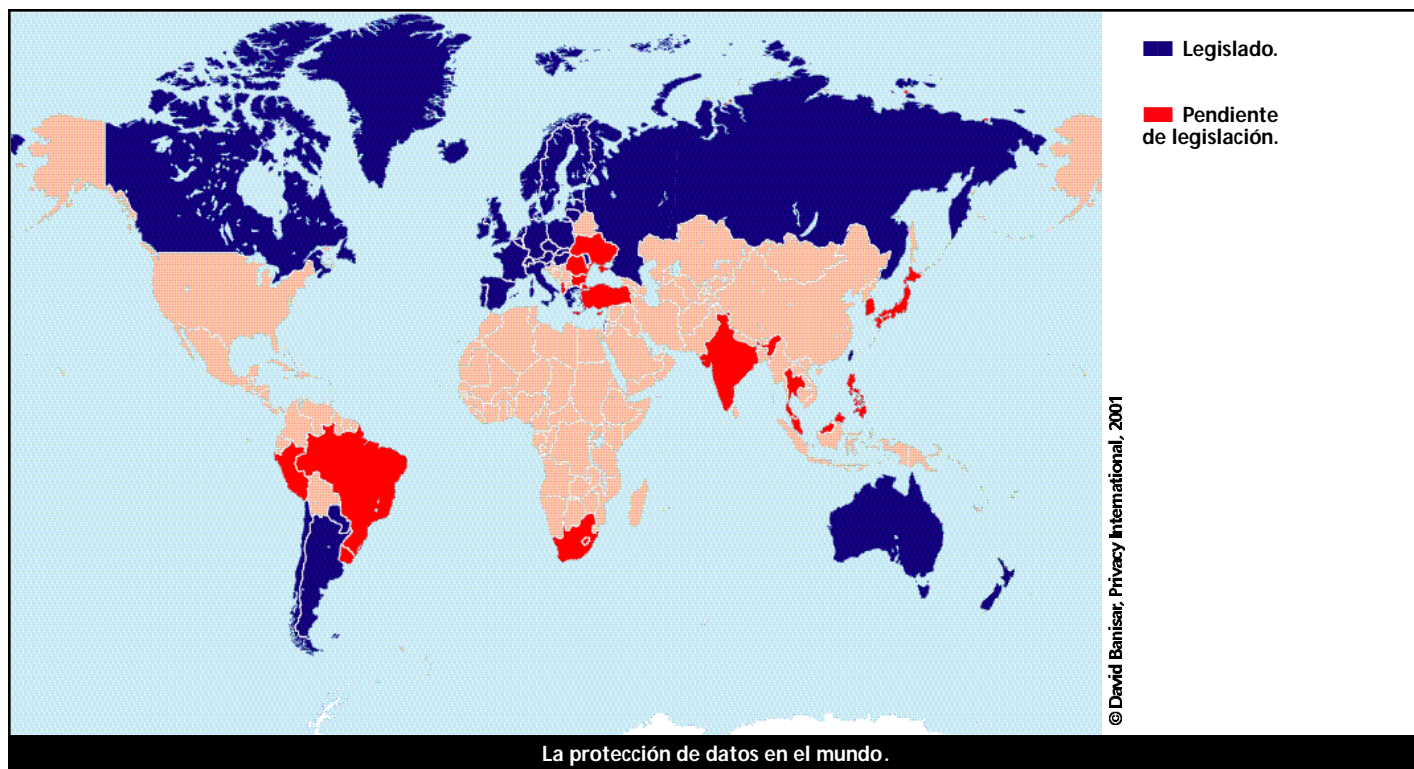 Legislado.
Pendiente
de legislación.
© David Banisar, Privacy International, 2001
La protección de datos en el mundo.